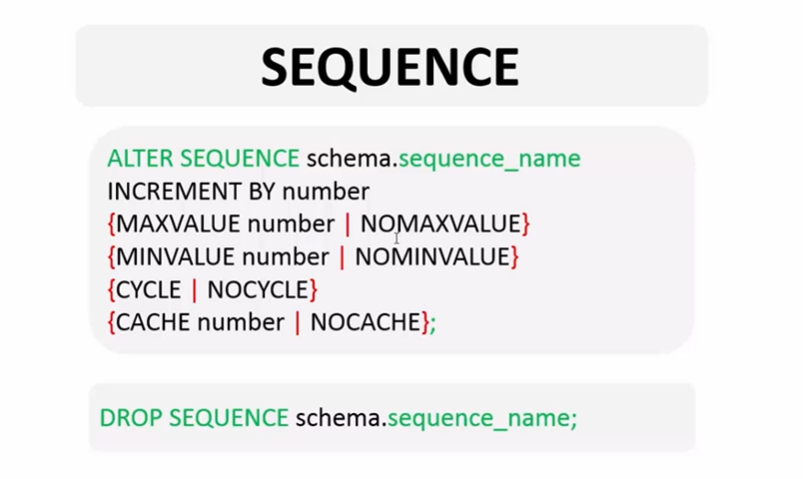 SEQUENCE
ALTER SEQUENCE schema.sequence_name
INCREMENT BY number
{MAXVALUE number | NOMAXVALUE}
{MINVALUE number | NOMINVALUE}
{CYCLE | NOCYCLE}
{CACHE number | NOCACHE};
DROP SEQUENCE schema.sequence_name;